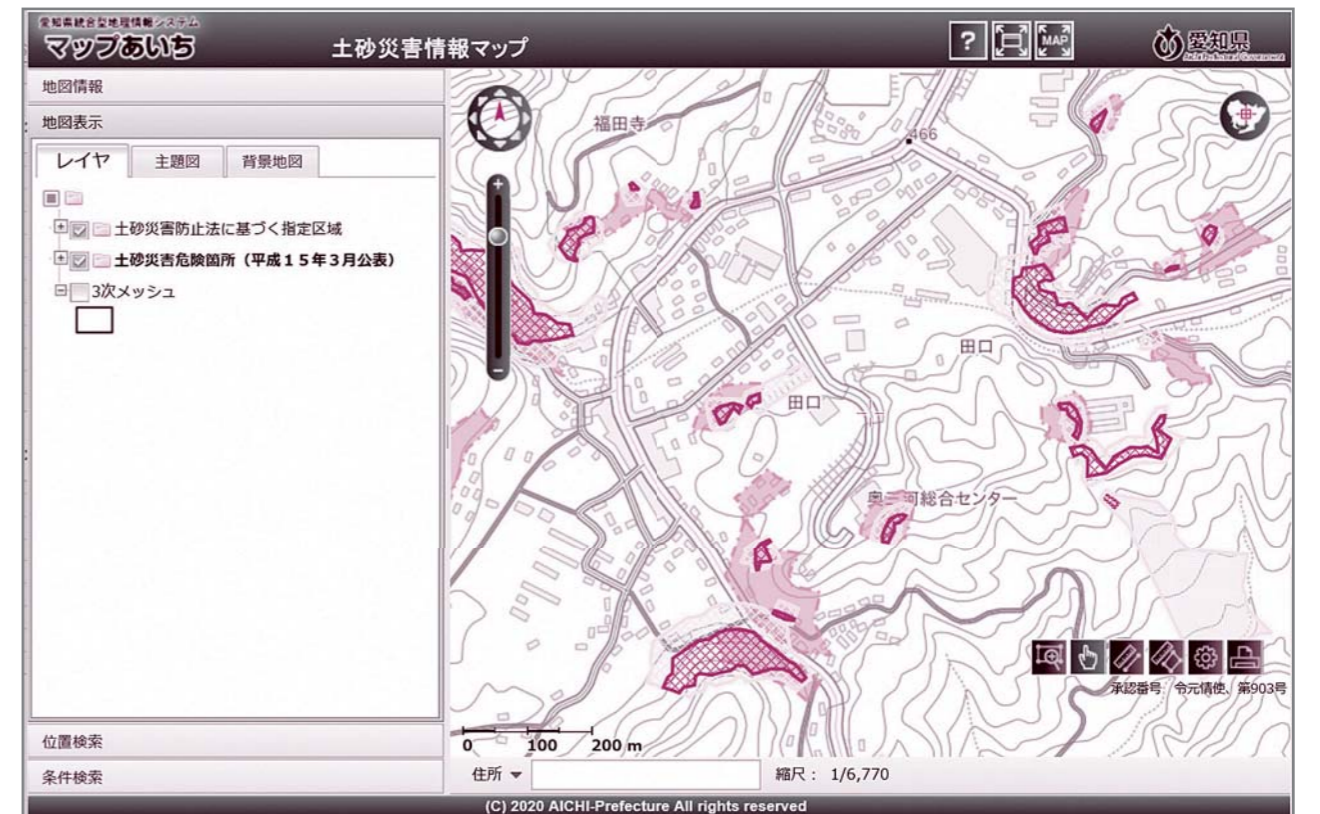 愛知県統合型地理情報システム
マップあいち
土砂災害情報マップ
?
MAP
愛知県
Aichi Prefectural Government
地図情報
地図表示
レイヤ
主題図
背景地図
土砂災害防止法に基づく指定区域
土砂災害危険箇所（平成１５年３月公表）
3次メッシュ
位置検索
条件検索
福田寺
466
田口
田口
奥三河総合センター
承認番号 令元情使、第903号
0 100 200 m
住所
縮尺： 1/6,770
(C) 2020 AICHI-Prefecture All rights reserved